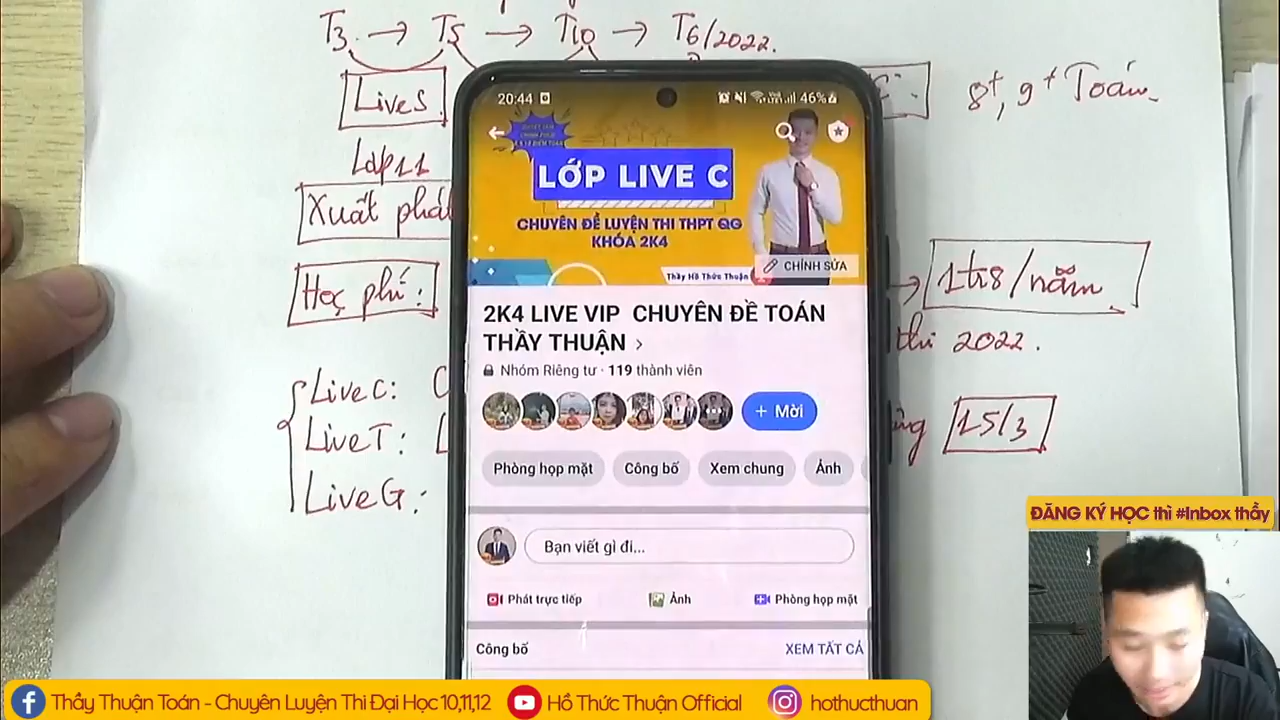 T3 → T5 → T10 → T6/2022.
LiveS
8+, 9+ Toán
Lớp 11
Xuất phát
Học phí:
1tr8/năm
thi 2022.
LiveC:
LiveT:
15/3
LiveG:
20:44
46%
LỚP LIVE C
CHUYÊN ĐỀ LUYỆN THI THPT QG
KHÓA 2K4
Thầy Hồ Thức Thuận
CHỈNH SỬA
2K4 LIVE VIP CHUYÊN ĐỀ TOÁN
THẦY THUẬN >
Nhóm Riêng tư · 119 thành viên
+ Mời
Phòng họp mặt
Công bố
Xem chung
Ảnh
Bạn viết gì đi...
Phát trực tiếp
Ảnh
Phòng họp mặt
Công bố
XEM TẤT CẢ
ĐĂNG KÝ HỌC thì #Inbox thầy
Thầy Thuận Toán - Chuyên Luyện Thi Đại Học 10,11,12
Hồ Thức Thuận Official
hothucthuan